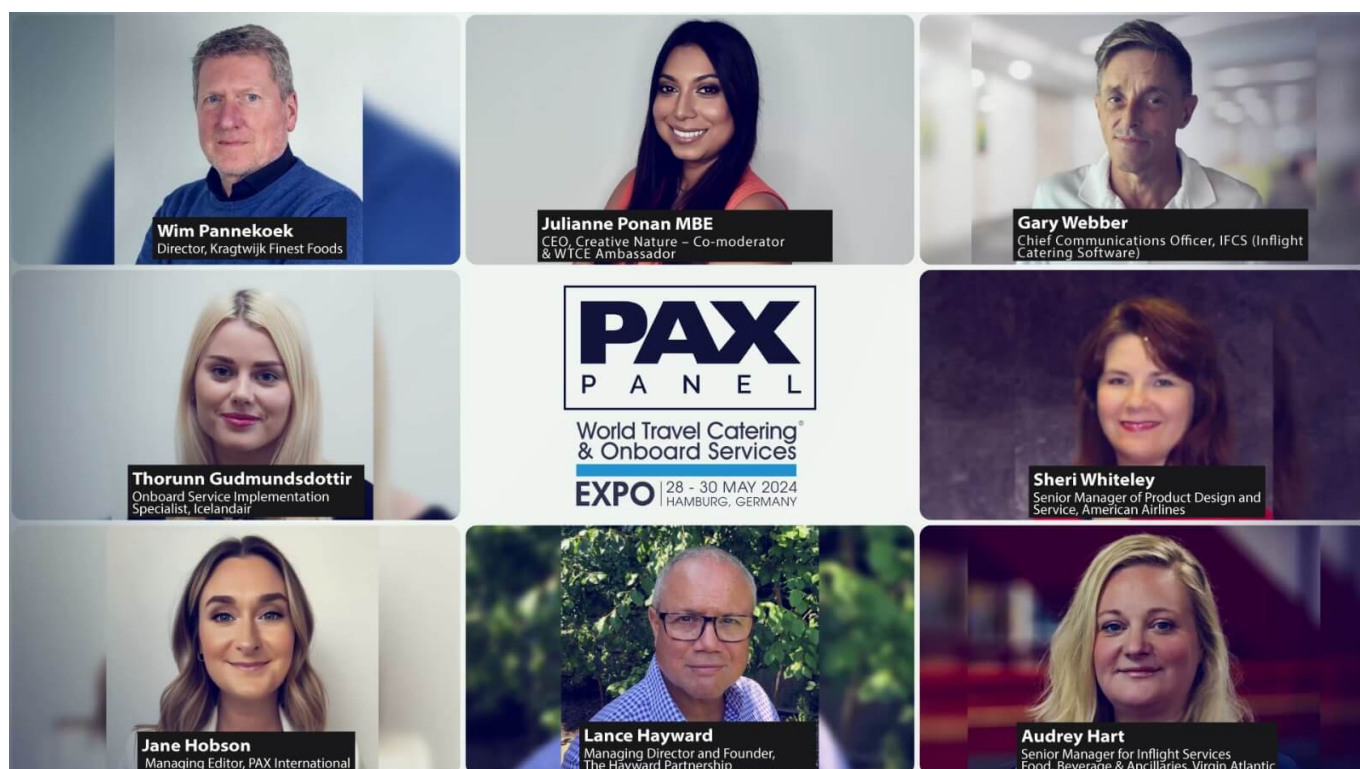 Wim Pannekoek
Director, Kragtwijk Finest Foods
Julianne Ponan MBE
CEO, Creative Nature – Co-moderator
& WTCE Ambassador
Gary Webber
Chief Communications Officer, IFCS (Inflight
Catering Software)
Thorunn Gudmundsdottir
Onboard Service Implementation
Specialist, Icelandair
PAX
PANEL
World Travel Catering®
& Onboard Services
EXPO
28 - 30 MAY 2024
HAMBURG, GERMANY
Sheri Whiteley
Senior Manager of Product Design and
Service, American Airlines
Jane Hobson
Managing Editor, PAX International
Lance Hayward
Managing Director and Founder,
The Hayward Partnership
Audrey Hart
Senior Manager for Inflight Services
Food, Beverage & Ancillaries, Virgin Atlantic